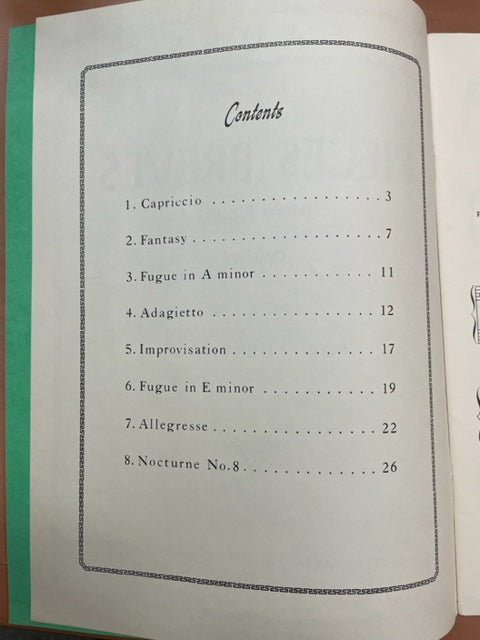 Contents
1. Capriccio . . . . . . . . . . . . . . . . . 3
2. Fantasy . . . . . . . . . . . . . . . . . . 7
3. Fugue in A minor . . . . . . . . . . . 11
4. Adagietto . . . . . . . . . . . . . . . . 12
5. Improvisation . . . . . . . . . . . . . . 17
6. Fugue in E minor . . . . . . . . . . . 19
7. Allegresse . . . . . . . . . . . . . . . . 22
8. Nocturne No.8 . . . . . . . . . . . . . 26